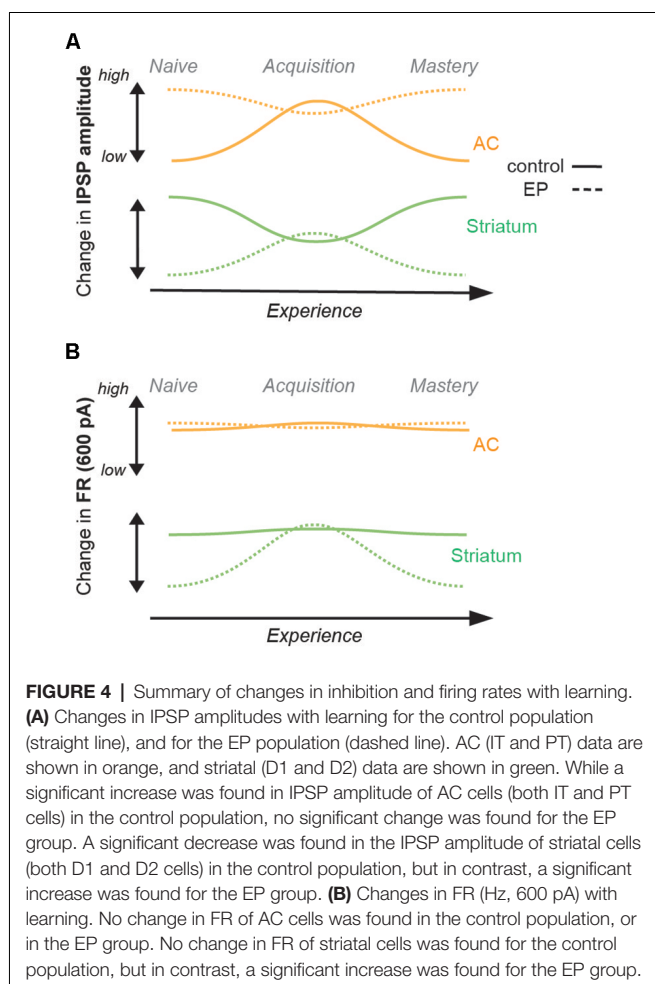 A
Naive Acquisition Mastery
high
low
Change in IPSP amplitude
AC
control
EP
Striatum
Experience
B
Naive Acquisition Mastery
high
low
Change in FR (600 pA)
AC
Striatum
Experience
FIGURE 4 | Summary of changes in inhibition and firing rates with learning.
(A) Changes in IPSP amplitudes with learning for the control population
(straight line), and for the EP population (dashed line). AC (IT and PT) data are
shown in orange, and striatal (D1 and D2) data are shown in green. While a
significant increase was found in IPSP amplitude of AC cells (both IT and PT
cells) in the control population, no significant change was found for the EP
group. A significant decrease was found in the IPSP amplitude of striatal cells
(both D1 and D2 cells) in the control population, but in contrast, a significant
increase was found for the EP group. (B) Changes in FR (Hz, 600 pA) with
learning. No change in FR of AC cells was found in the control population, or
in the EP group. No change in FR of striatal cells was found for the control
population, but in contrast, a significant increase was found for the EP group.